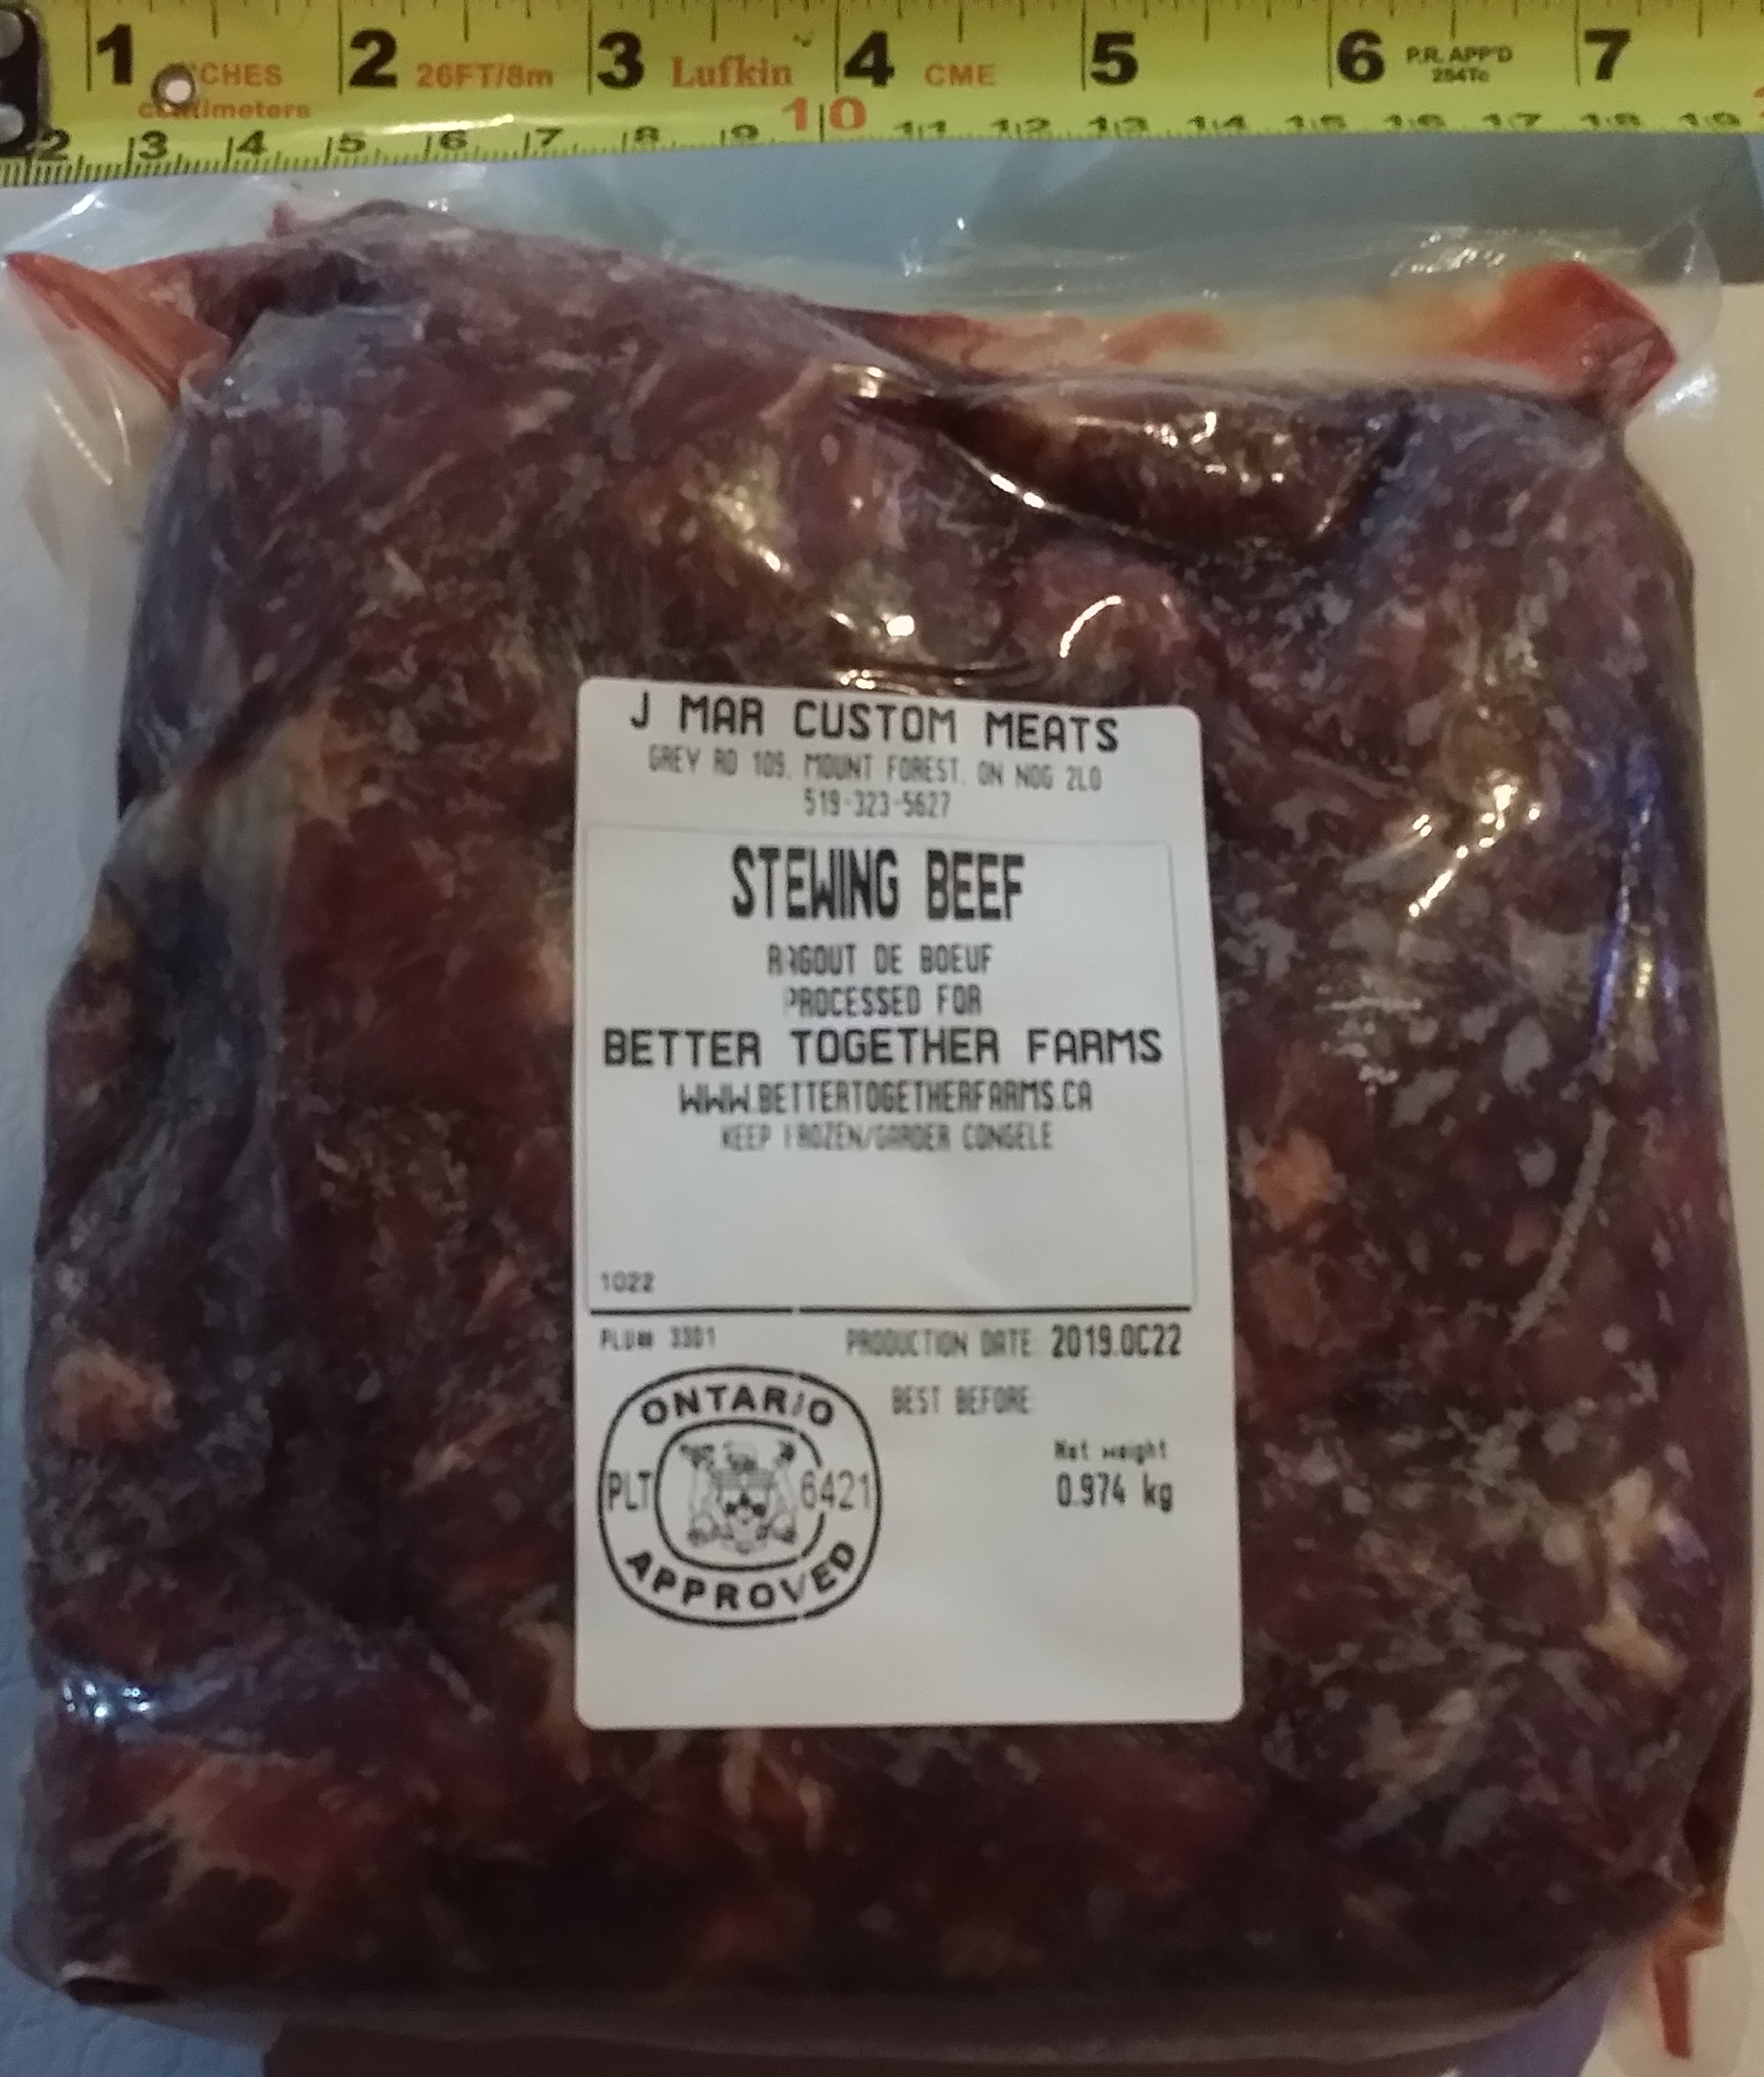 1 2 3 4 5 6 7
INCHES 26FT/8m Lufkin CME P.R. APP'D
284Tc
centimeters
2 3 4 5 6 7 8 9 10 11 12 13 14 15 16 17 18 19
J MAR CUSTOM MEATS
GREY RD 109, MOUNT FOREST, ON N0G 2L0
519-323-5627
STEWING BEEF
RAGOUT DE BOEUF
PROCESSED FOR
BETTER TOGETHER FARMS
WWW.BETTERTOGETHERFARMS.CA
KEEP FROZEN/GARDER CONGELE
1022
PLU## 3301 PRODUCTION DATE: 2019.OC22
BEST BEFORE:
Net weight
0.974 kg
ONTARIO
PLT 6421
APPROVED